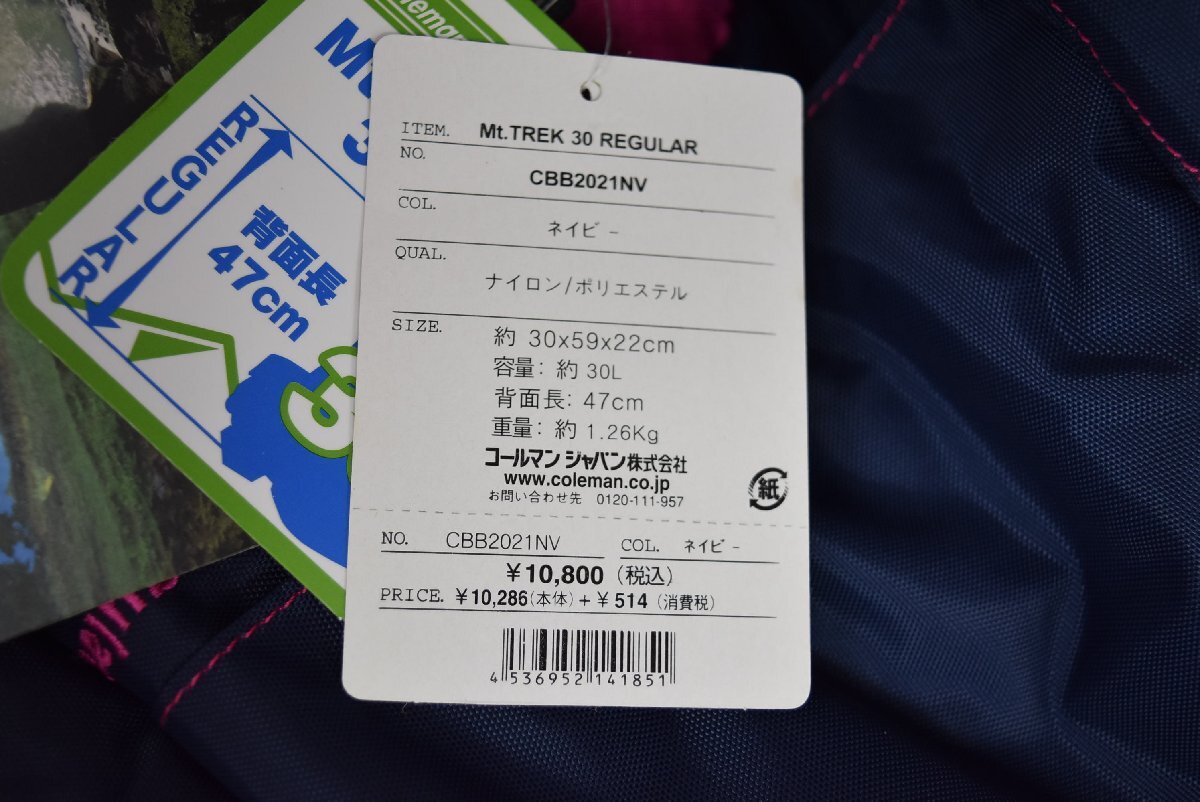 ITEM. Mt.TREK 30 REGULAR
NO. CBB2021NV
COL. ネイビ-
QUAL. ナイロン/ポリエステル
SIZE. 約 30x59x22cm
容量: 約 30L
背面長: 47cm
重量: 約 1.26Kg
コールマン ジャパン株式会社
www.coleman.co.jp
お問い合わせ先 0120-111-957
紙
NO. CBB2021NV COL. ネイビ-
¥10,800 (税込)
PRICE. ¥10,286(本体)+¥514(消費税)
4 536952 141851
REGULAR
背面長
47cm